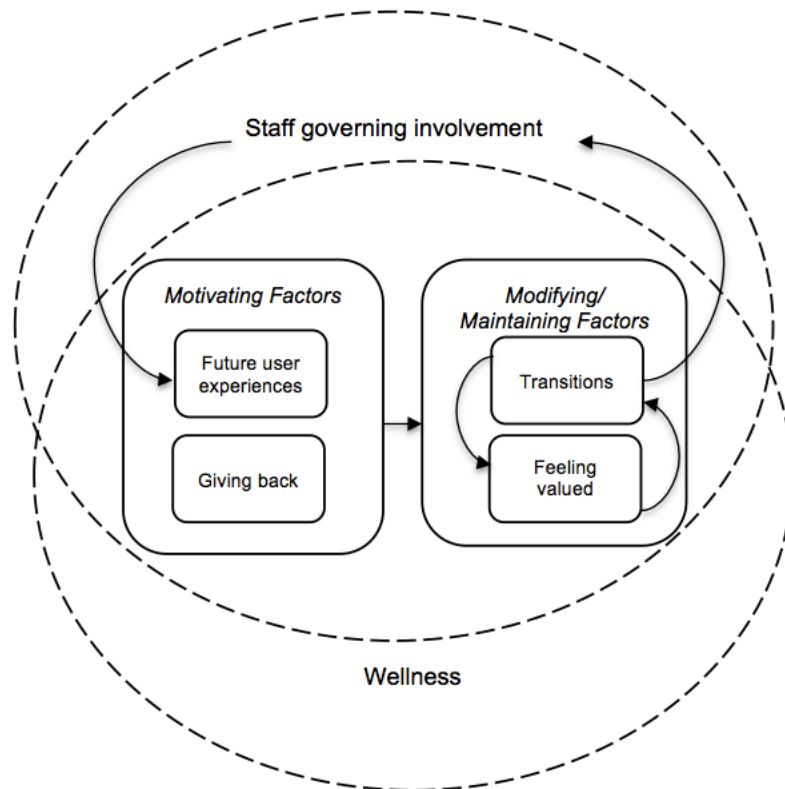 Staff governing involvement
Motivating Factors
Future user
experiences
Giving back
Modifying/
Maintaining Factors
Transitions
Feeling
valued
Wellness